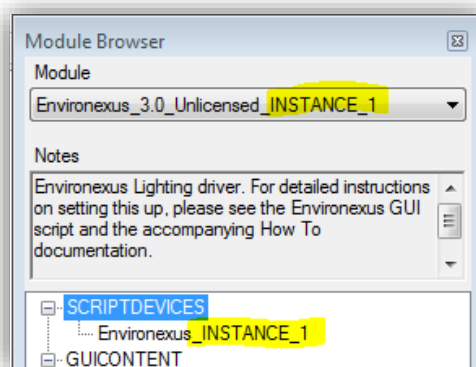 Module Browser
Module
Environexus_3.0_Unlicensed_INSTANCE_1
Notes
Environexus Lighting driver. For detailed instructions
on setting this up, please see the Environexus GUI
script and the accompanying How To
documentation.
SCRIPTDEVICES
Environexus_INSTANCE_1
GUICONTENT